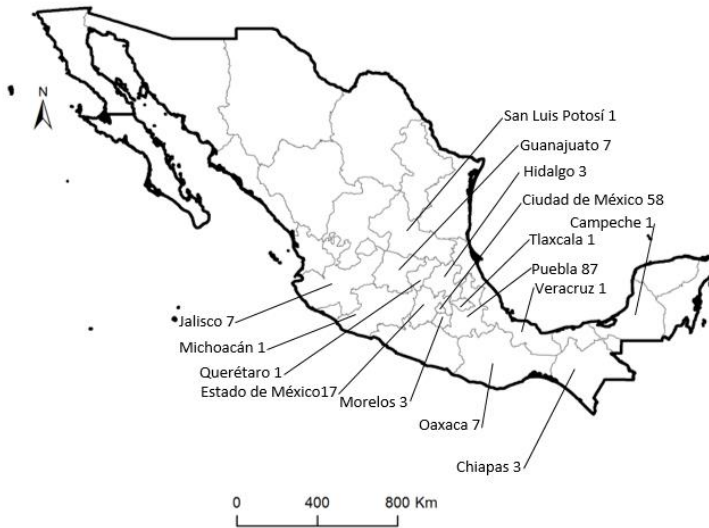 N
San Luis Potosí 1
Guanajuato 7
Hidalgo 3
Ciudad de México 58
Campeche 1
Tlaxcala 1
Puebla 87
Veracruz 1
Jalisco 7
Michoacán 1
Querétaro 1
Estado de México17
Morelos 3
Oaxaca 7
Chiapas 3
0 400 800 Km